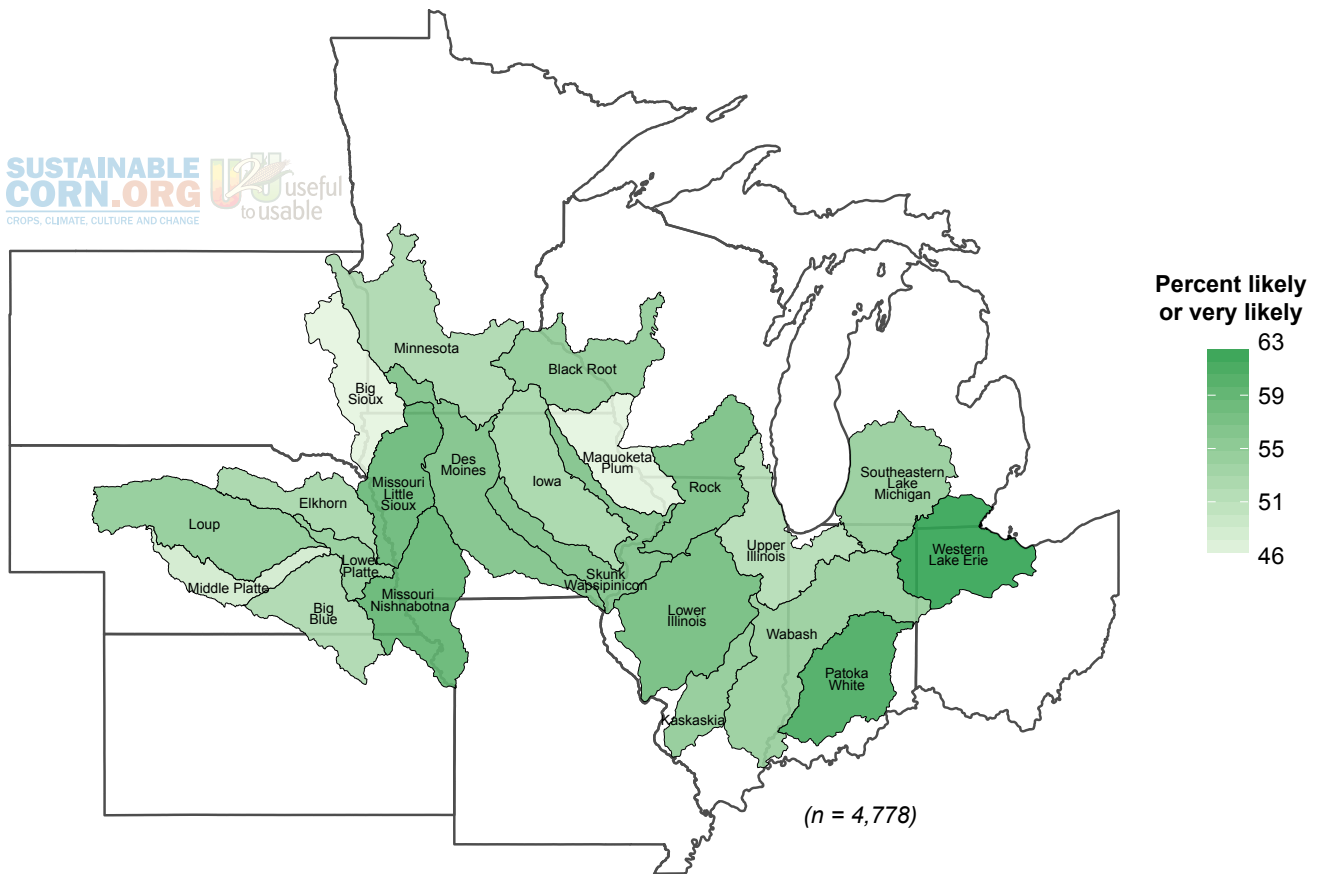 SUSTAINABLE
CORN.ORG
CROPS, CLIMATE, CULTURE AND CHANGE
U2U
useful
to usable
Percent likely
or very likely
63
59
55
51
46
Minnesota
Black Root
Big
Sioux
Maguoketa
Plum
Des
Moines
Iowa
Missouri
Little
Sioux
Rock
Southeastern
Lake
Michigan
Elkhorn
Loup
Upper
Illinois
Western
Lake Erie
Lower
Platte
Middle Platte
Skunk
Wapsipinicon
Missouri
Nishnabotna
Big
Blue
Lower
Illinois
Wabash
Patoka
White
Kaskaskia
(n = 4,778)